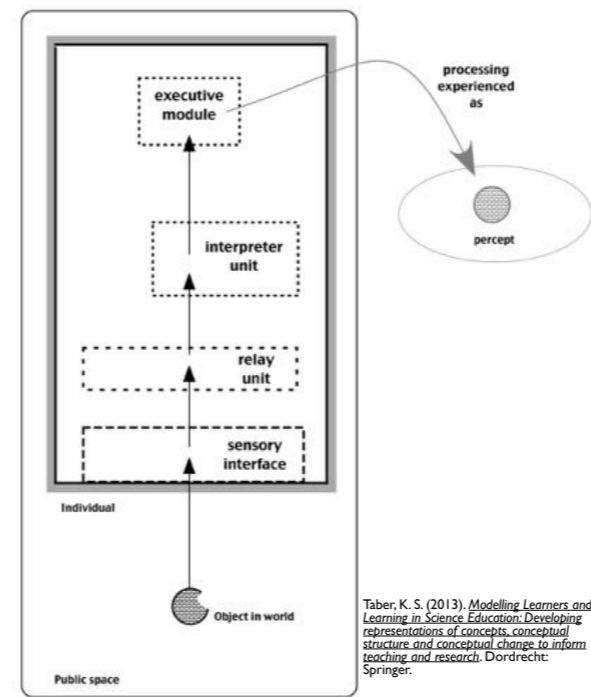 executive
module
processing
experienced
as
percept
interpreter
unit
relay
unit
sensory
interface
Individual
Object in world
Public space
Taber, K. S. (2013). Modelling Learners and
Learning in Science Education: Developing
representations of concepts, conceptual
structure and conceptual change to inform
teaching and research. Dordrecht:
Springer.